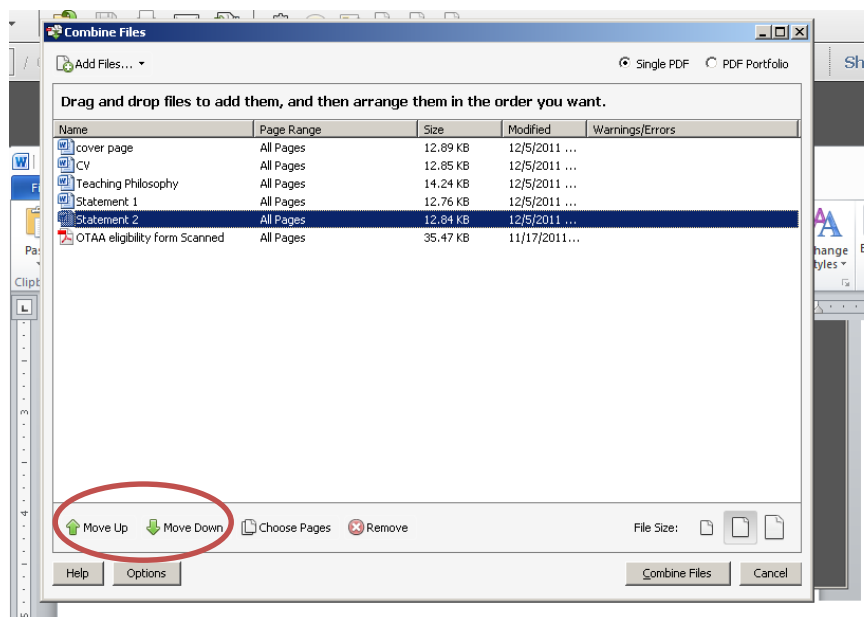 Combine Files
Add Files...
Single PDF PDF Portfolio
Sh
Drag and drop files to add them, and then arrange them in the order you want.
Name Page Range Size Modified Warnings/Errors
cover page All Pages 12.89 KB 12/5/2011 ...
CV All Pages 12.85 KB 12/5/2011 ...
Teaching Philosophy All Pages 14.24 KB 12/5/2011 ...
Statement 1 All Pages 12.76 KB 12/5/2011 ...
Statement 2 All Pages 12.84 KB 12/5/2011 ...
OTAA eligibility form Scanned All Pages 35.47 KB 11/17/2011...
Move Up Move Down Choose Pages Remove File Size:
Help Options Combine Files Cancel